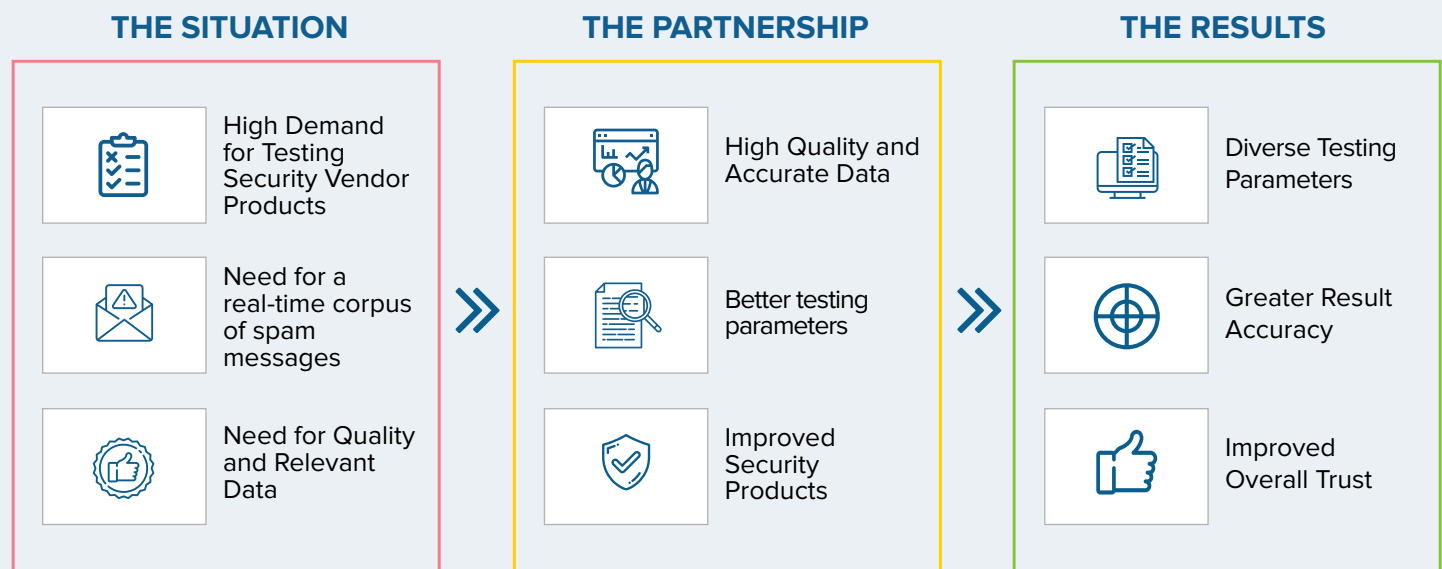 THE SITUATION
High Demand
for Testing
Security Vendor
Products
Need for a
real-time corpus
of spam
messages
Need for Quality
and Relevant
Data
THE PARTNERSHIP
High Quality and
Accurate Data
Better testing
parameters
Improved
Security
Products
THE RESULTS
Diverse Testing
Parameters
Greater Result
Accuracy
Improved
Overall Trust